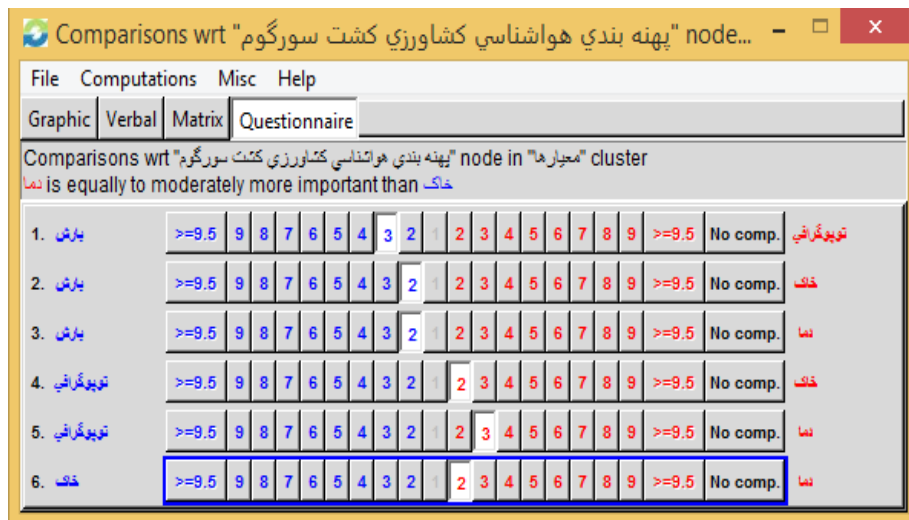 Comparisons wrt "پهنه بندي هواشناسي كشاورزي كشت سورگوم" node...
File Computations Misc Help
Graphic Verbal Matrix Questionnaire
Comparisons wrt "پهنه بندي هواشناسي كشاورزي كشت سورگوم" node in "معيارها" cluster
دما is equally to moderately more important than خاك
1. بارش >=9.5 9 8 7 6 5 4 3 2 1 2 3 4 5 6 7 8 9 >=9.5 No comp. توپوگرافي
2. بارش >=9.5 9 8 7 6 5 4 3 2 1 2 3 4 5 6 7 8 9 >=9.5 No comp. خاك
3. بارش >=9.5 9 8 7 6 5 4 3 2 1 2 3 4 5 6 7 8 9 >=9.5 No comp. دما
4. توپوگرافي >=9.5 9 8 7 6 5 4 3 2 1 2 3 4 5 6 7 8 9 >=9.5 No comp. خاك
5. توپوگرافي >=9.5 9 8 7 6 5 4 3 2 1 2 3 4 5 6 7 8 9 >=9.5 No comp. دما
6. خاك >=9.5 9 8 7 6 5 4 3 2 1 2 3 4 5 6 7 8 9 >=9.5 No comp. دما